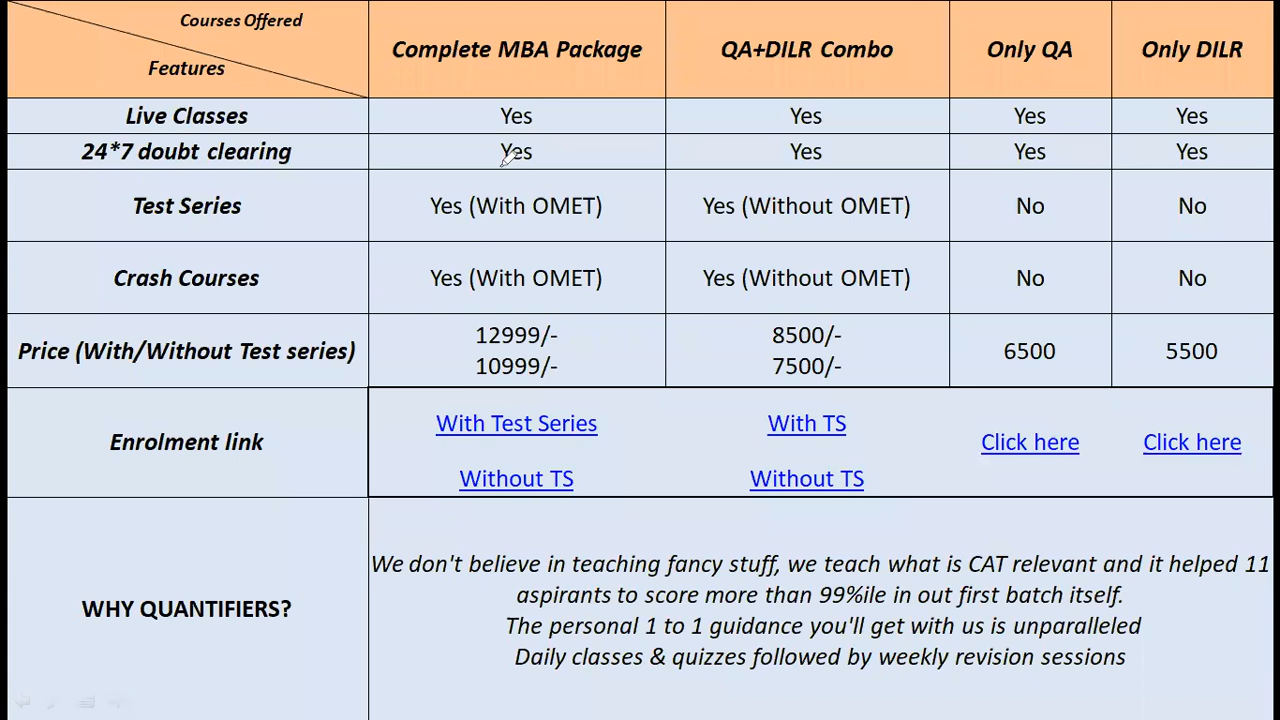 Courses Offered
Features
Complete MBA Package
QA+DILR Combo
Only QA
Only DILR
Live Classes
Yes
Yes
Yes
Yes
24*7 doubt clearing
Yes
Yes
Yes
Yes
Test Series
Yes (With OMET)
Yes (Without OMET)
No
No
Crash Courses
Yes (With OMET)
Yes (Without OMET)
No
No
Price (With/Without Test series)
12999/-
10999/-
8500/-
7500/-
6500
5500
Enrolment link
With Test Series
Without TS
With TS
Without TS
Click here
Click here
WHY QUANTIFIERS?
We don't believe in teaching fancy stuff, we teach what is CAT relevant and it helped 11
aspirants to score more than 99%ile in out first batch itself.
The personal 1 to 1 guidance you'll get with us is unparalleled
Daily classes & quizzes followed by weekly revision sessions